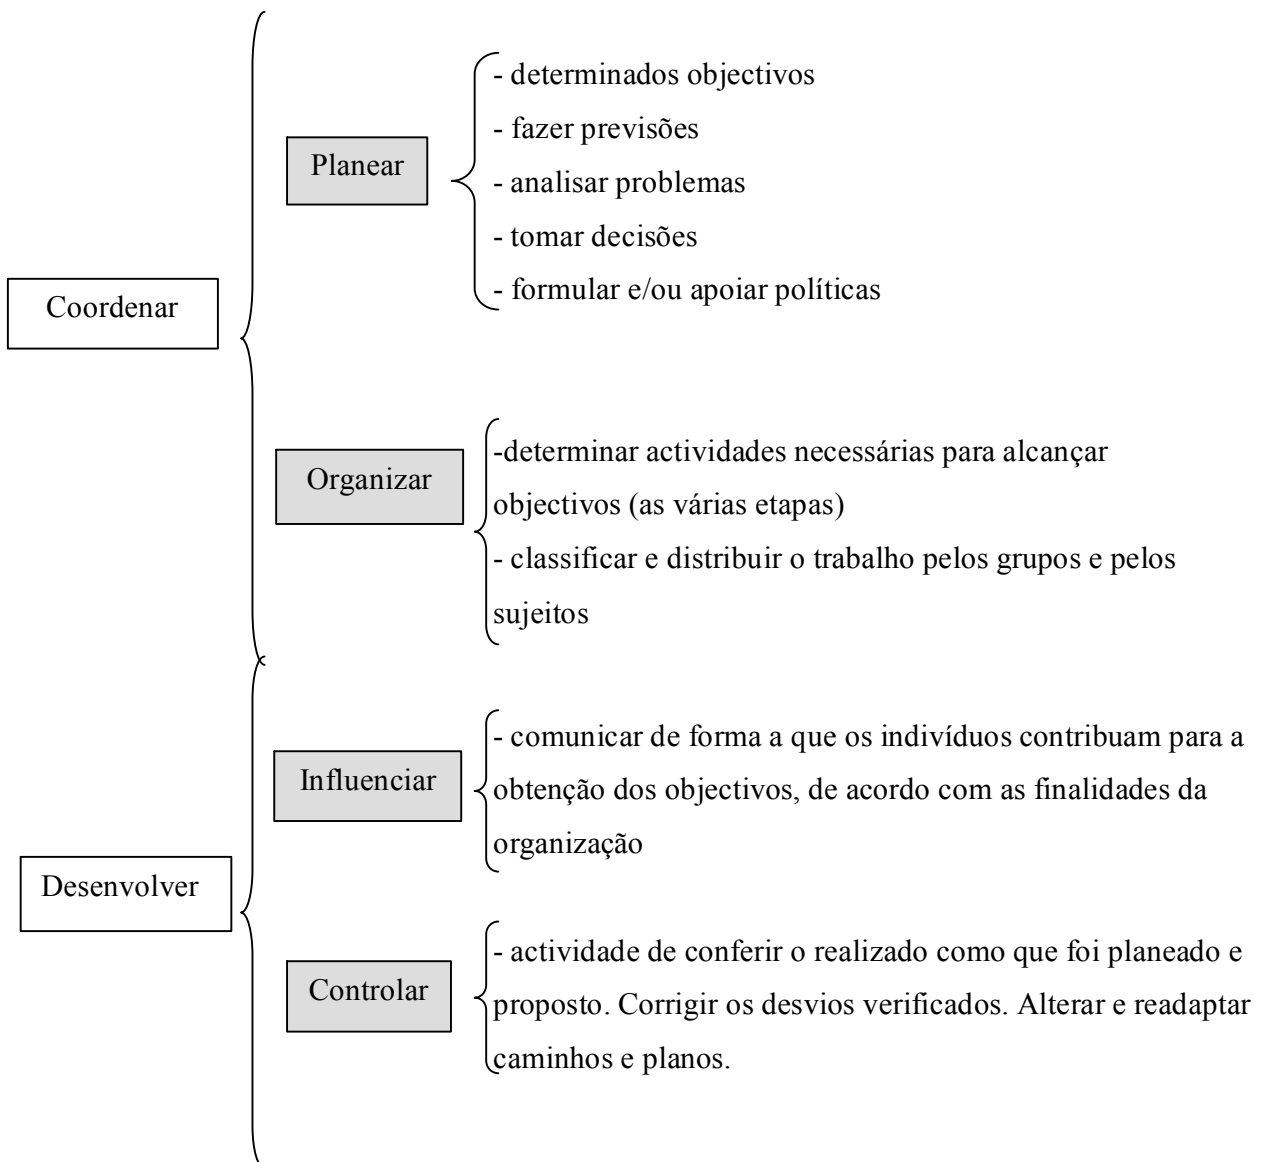 Coordenar
Planear
- determinados objectivos
- fazer previsões
- analisar problemas
- tomar decisões
- formular e/ou apoiar políticas
Organizar
-determinar actividades necessárias para alcançar
objectivos (as várias etapas)
- classificar e distribuir o trabalho pelos grupos e pelos
sujeitos
Desenvolver
Influenciar
- comunicar de forma a que os indivíduos contribuam para a
obtenção dos objectivos, de acordo com as finalidades da
organização
Controlar
- actividade de conferir o realizado como que foi planeado e
proposto. Corrigir os desvios verificados. Alterar e readaptar
caminhos e planos.